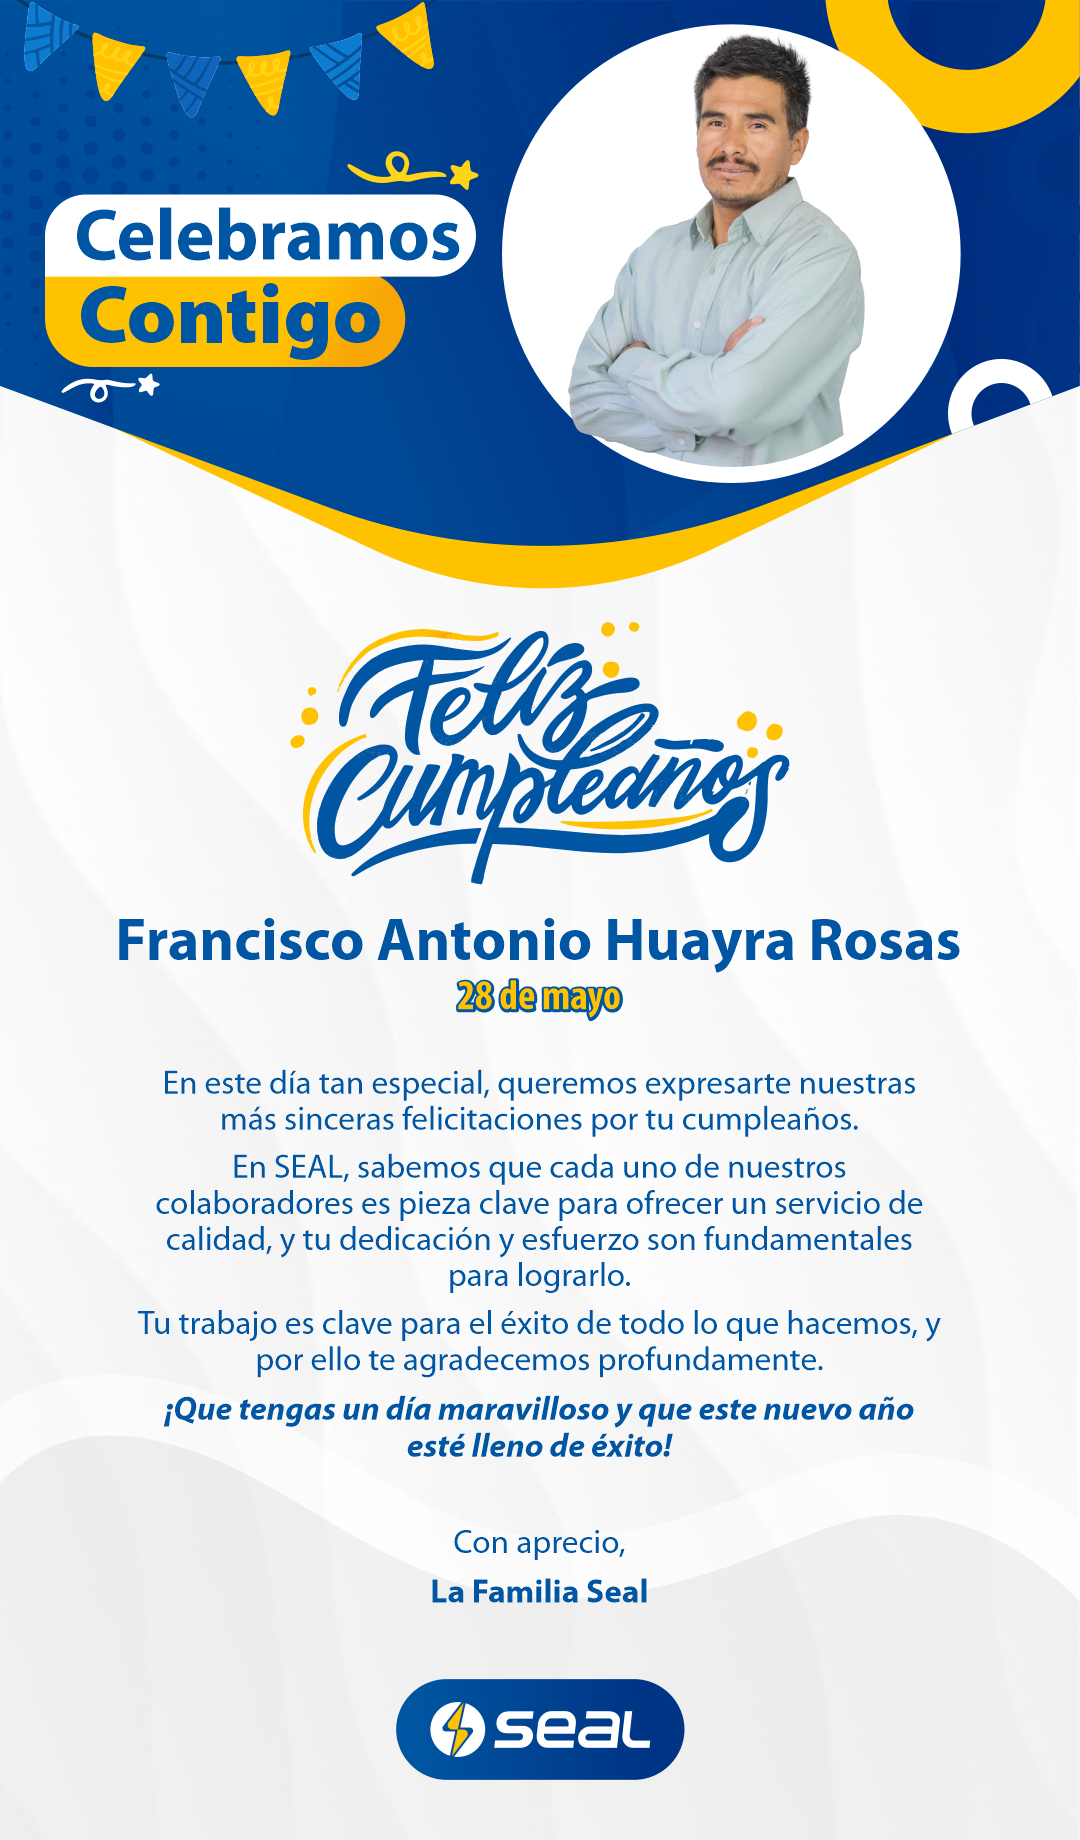 Celebramos
Contigo
Feliz
Cumpleaños
Francisco Antonio Huayra Rosas
28 de mayo
En este día tan especial, queremos expresarte nuestras
más sinceras felicitaciones por tu cumpleaños.
En SEAL, sabemos que cada uno de nuestros
colaboradores es pieza clave para ofrecer un servicio de
calidad, y tu dedicación y esfuerzo son fundamentales
para lograrlo.
Tu trabajo es clave para el éxito de todo lo que hacemos, y
por ello te agradecemos profundamente.
¡Que tengas un día maravilloso y que este nuevo año
esté lleno de éxito!
Con aprecio,
La Familia Seal
seal